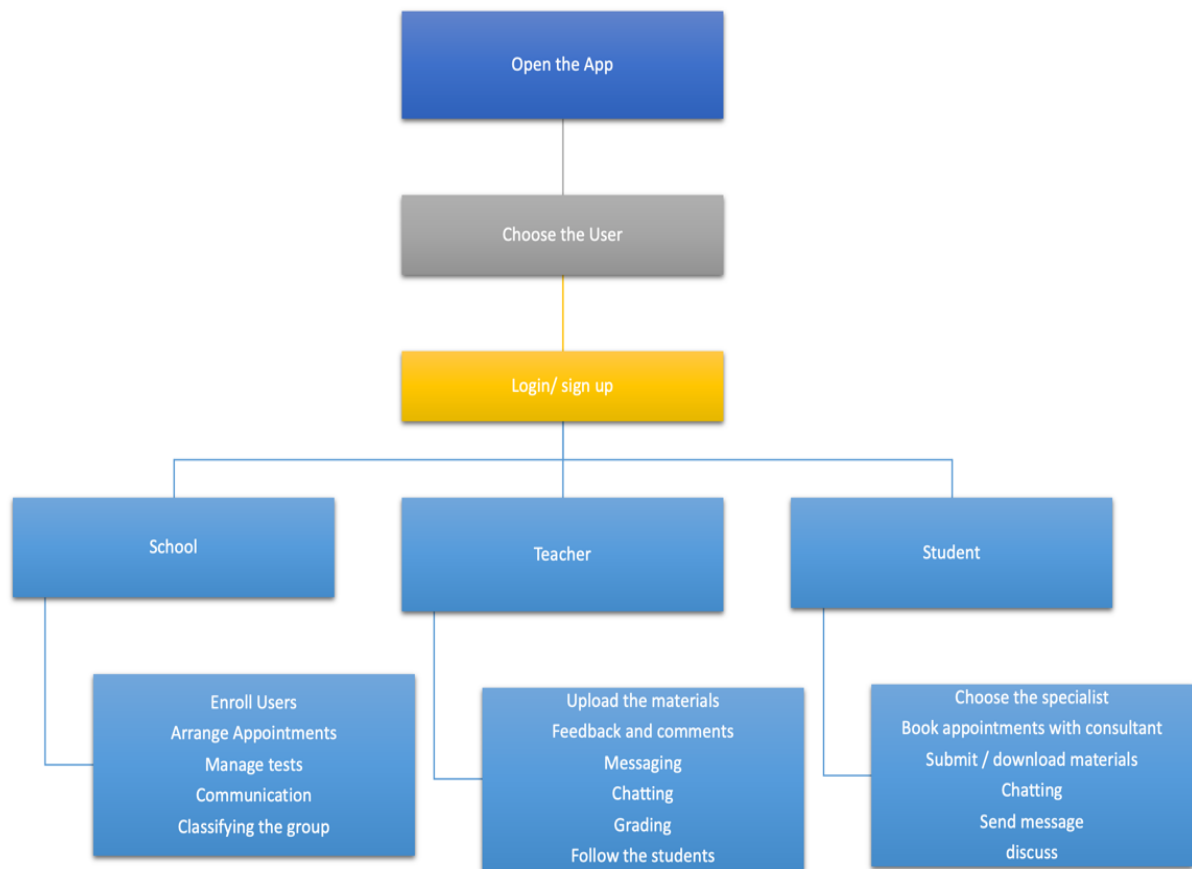 Open the App
Choose the User
Login/ sign up
School
Teacher
Student
Enroll Users
Arrange Appointments
Manage tests
Communication
Classifying the group
Upload the materials
Feedback and comments
Messaging
Chatting
Grading
Follow the students
Choose the specialist
Book appointments with consultant
Submit / download materials
Chatting
Send message
discuss